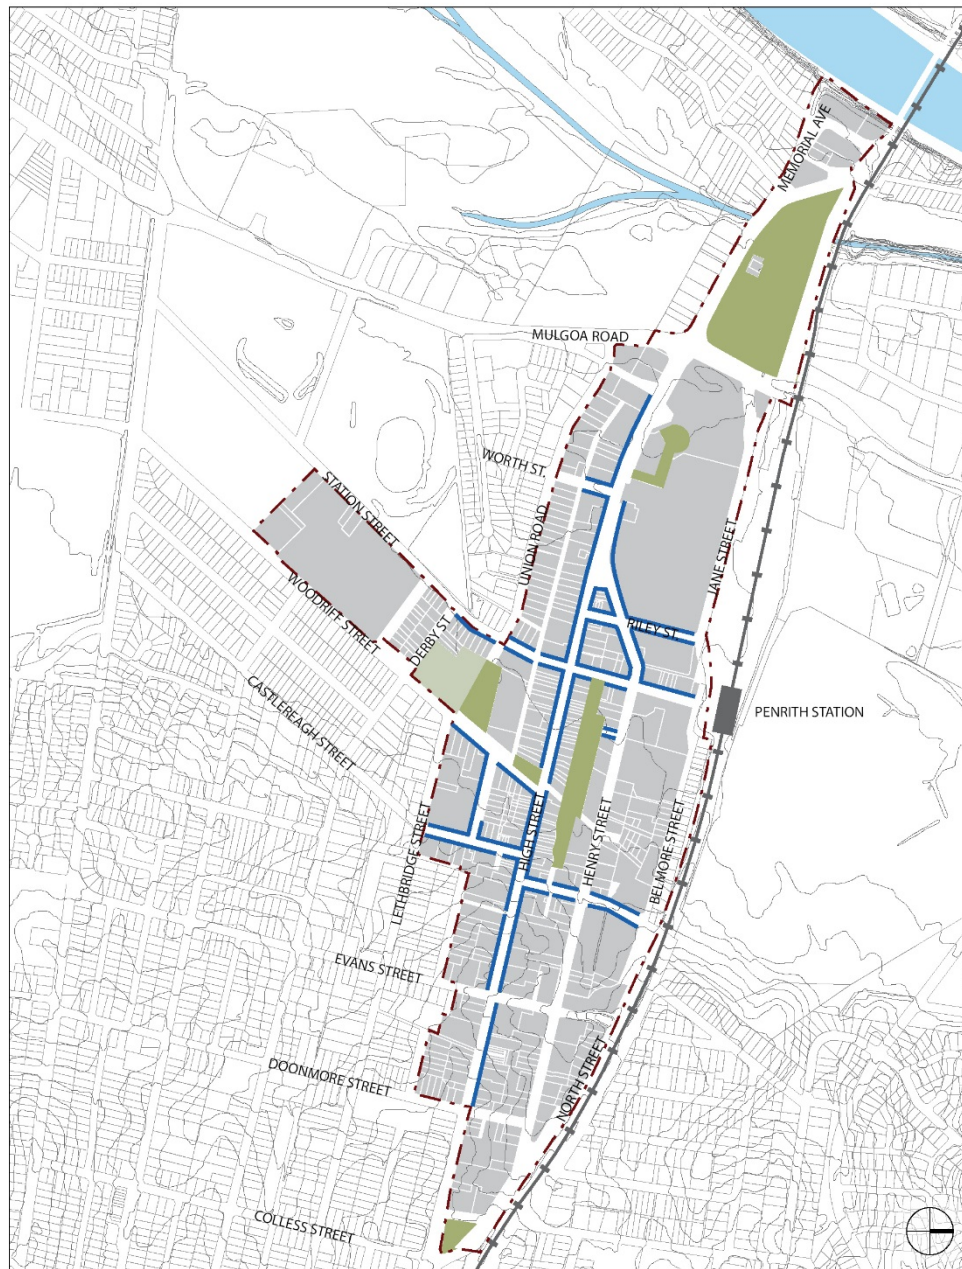 MEMORIAL AVE
MULGOA ROAD
WORTH ST.
STATION STREET
UNION ROAD
JANE STREET
WOODRIFF STREET
DERBY ST
RILEY ST.
CASTLEREAGH STREET
PENRITH STATION
LETHBRIDGE STREET
HIGH STREET
HENRY STREET
BELMORE STREET
EVANS STREET
DOONMORE STREET
NORTH STREET
COLLESS STREET